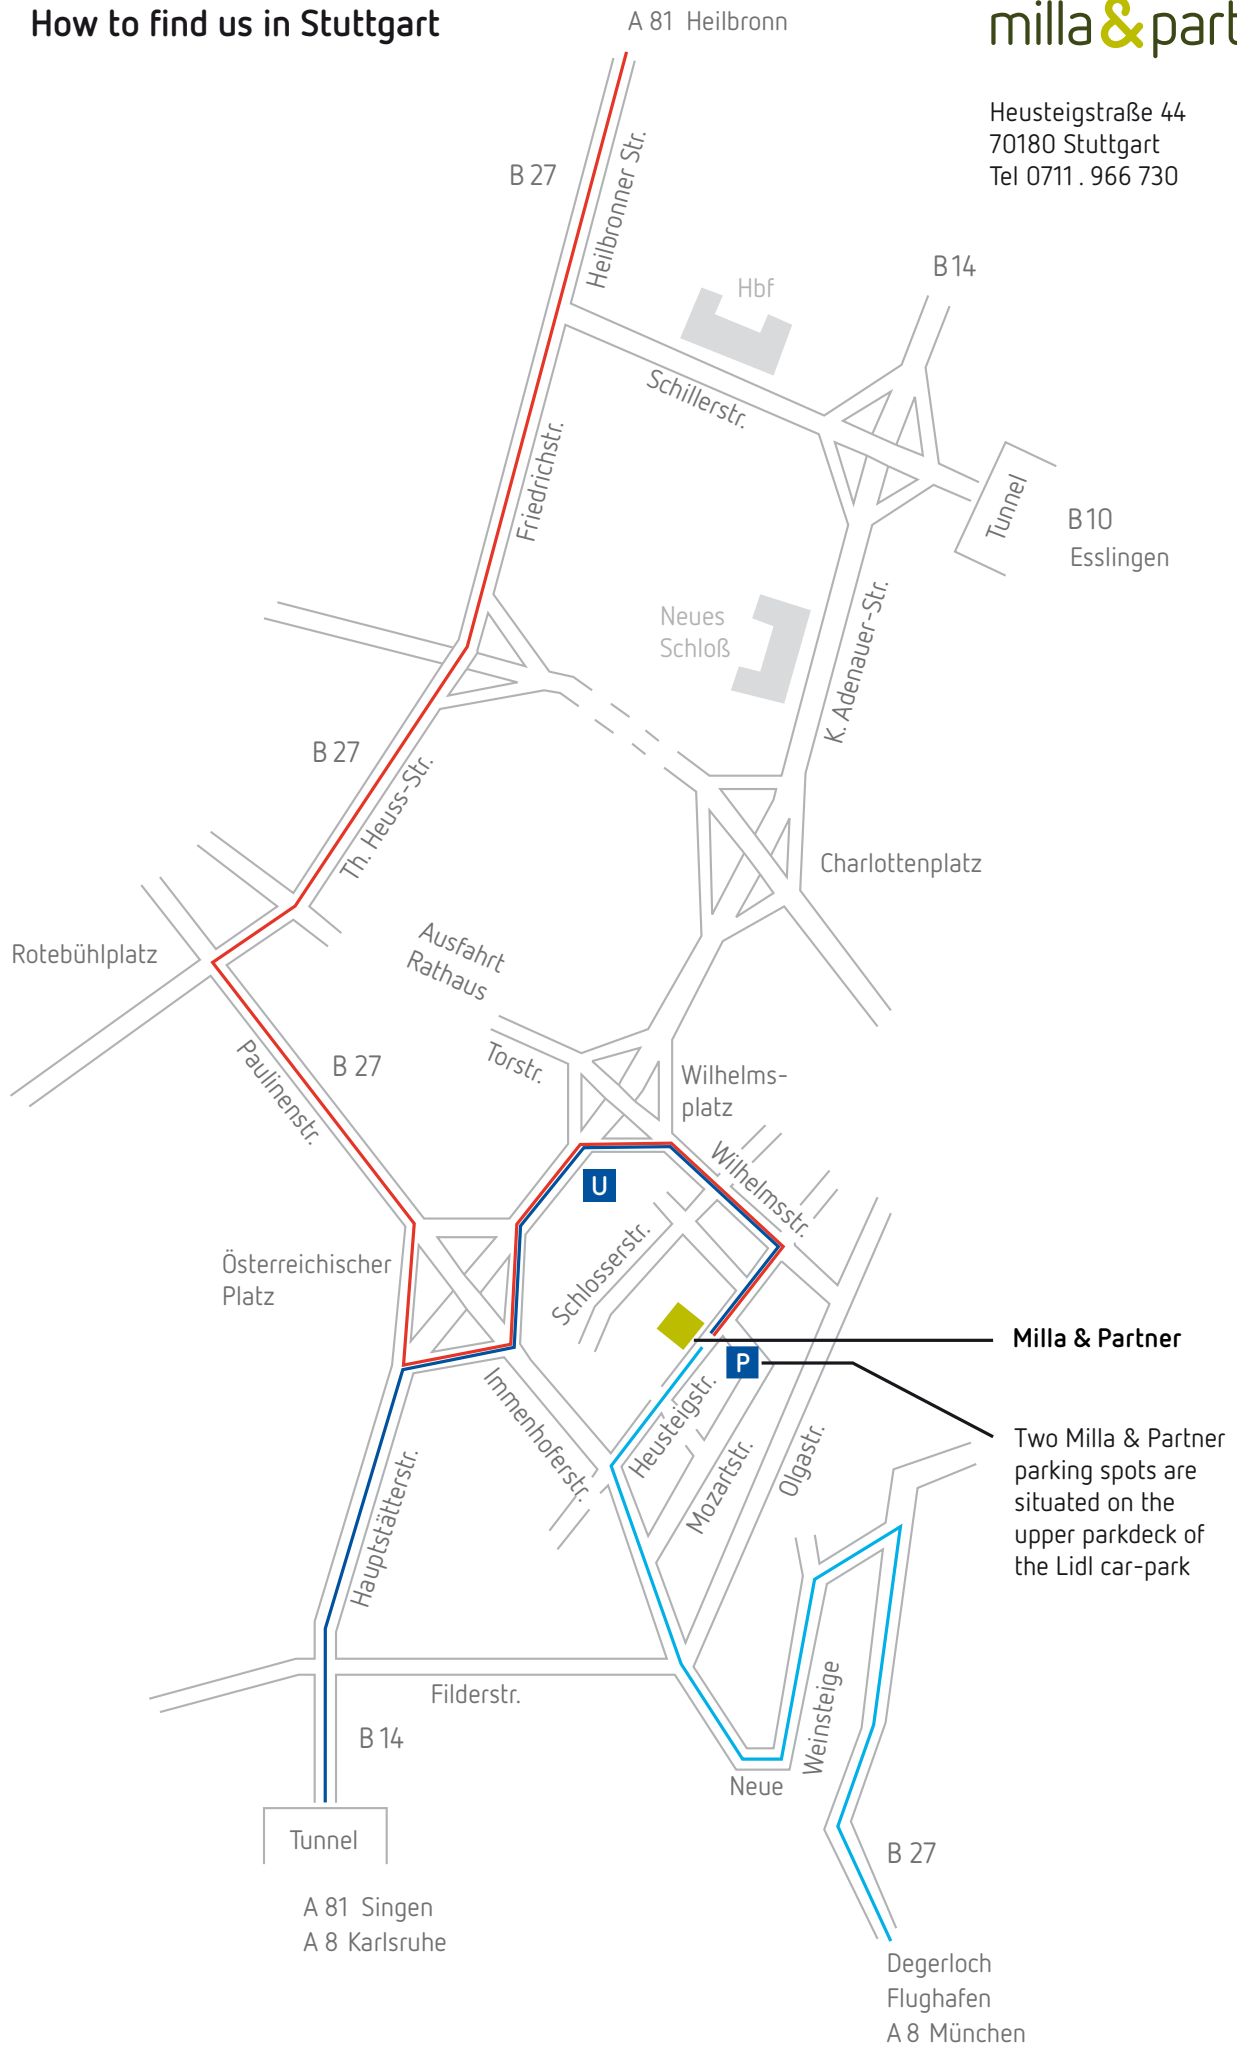 How to find us in Stuttgart
A 81 Heilbronn
milla&part
Heusteigstraße 44
70180 Stuttgart
Tel 0711 . 966 730
B 27
Heilbronner Str.
B 14
Hbf
Schillerstr.
Friedrichstr.
Tunnel
B 10
Esslingen
Neues
Schloß
K. Adenauer-Str.
B 27
Th. Heuss-Str.
Charlottenplatz
Rotebühlplatz
Ausfahrt
Rathaus
Torstr.
B 27
Paulinenstr.
Wilhelms-
platz
Wilhelmsstr.
U
Schlosserstr.
Österreichischer
Platz
Milla & Partner
P
Immenhoferstr.
Heusteigstr.
Mozartstr.
Olgastr.
Two Milla & Partner
parking spots are
situated on the
upper parkdeck of
the Lidl car-park
Hauptstätterstr.
Filderstr.
B 14
Weinsteige
Neue
Tunnel
B 27
A 81 Singen
A 8 Karlsruhe
Degerloch
Flughafen
A 8 München